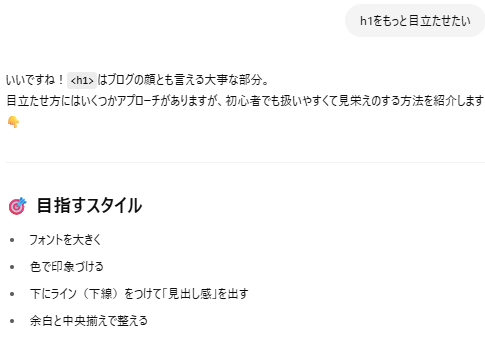 h1をもっと目立たせたい
いいですね！<h1>はブログの顔とも言える大事な部分。
目立たせ方にはいくつかアプローチがありますが、初心者でも扱いやすくて見栄えのする方法を紹介します
👇
🎯 目指すスタイル
• フォントを大きく
• 色で印象づける
• 下にライン（下線）をつけて「見出し感」を出す
• 余白と中央揃えで整える